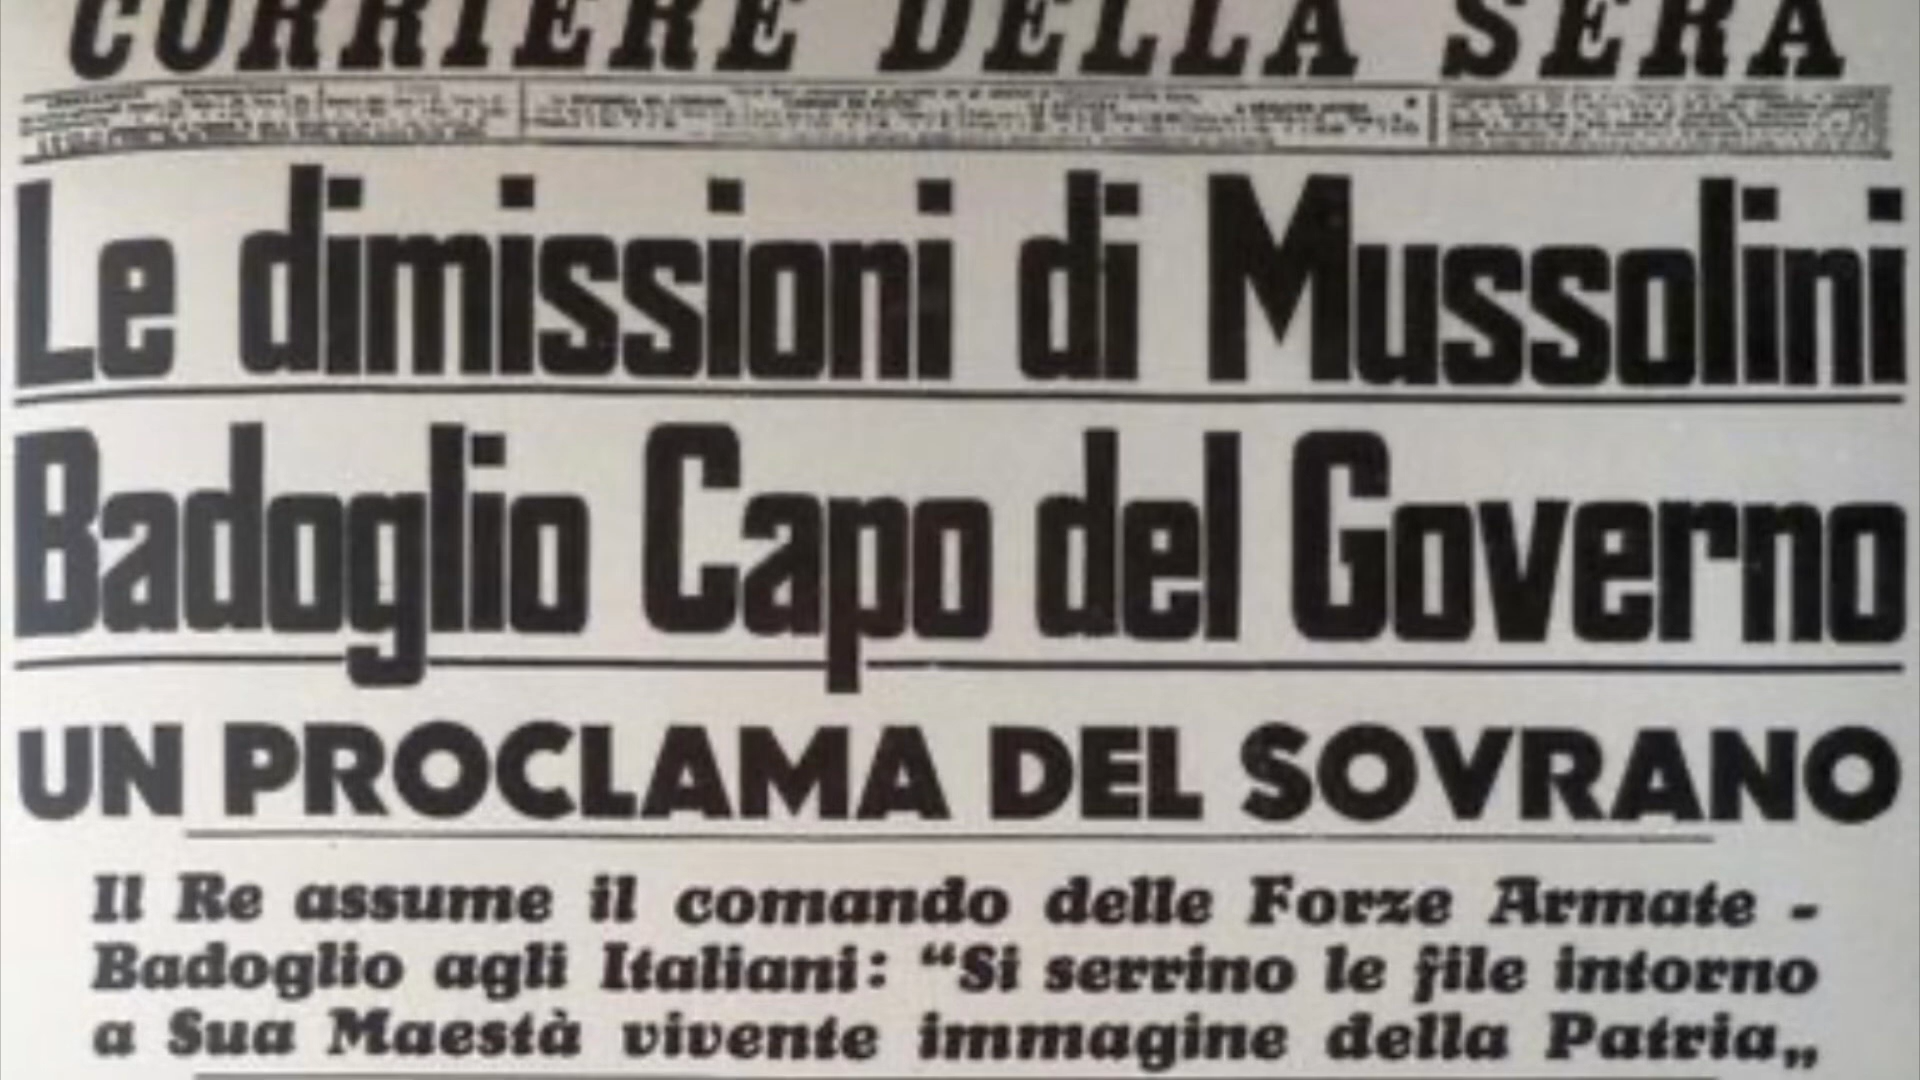 CORRIERE DELLA SERA
Le dimissioni di Mussolini
Badoglio Capo del Governo
UN PROCLAMA DEL SOVRANO
Il Re assume il comando delle Forze Armate -
Badoglio agli Italiani: “Si serrino le file intorno
a Sua Maestà vivente immagine della Patria„